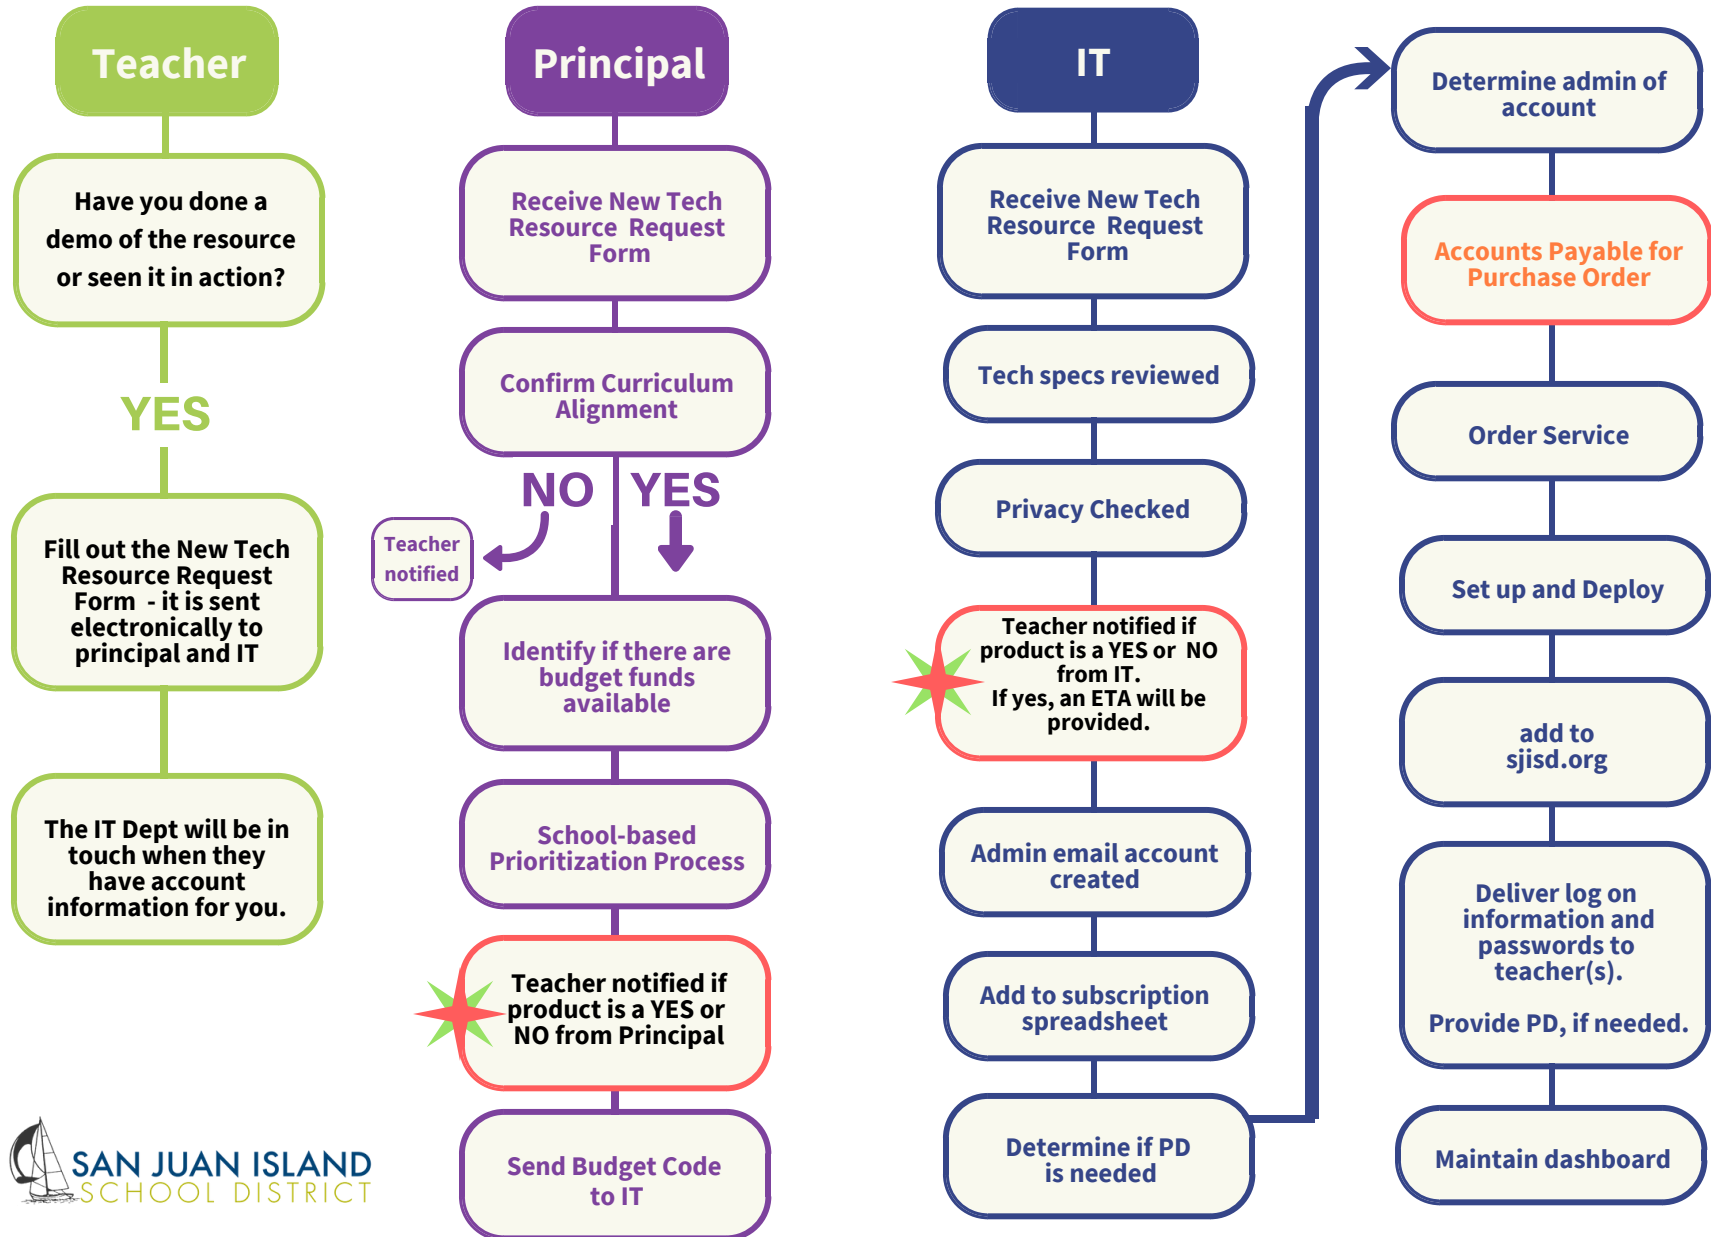 Teacher
Have you done a
demo of the resource
or seen it in action?
YES
Fill out the New Tech
Resource Request
Form - it is sent
electronically to
principal and IT
The IT Dept will be in
touch when they
have account
information for you.
Principal
Receive New Tech
Resource Request
Form
Confirm Curriculum
Alignment
NO YES
Teacher
notified
Identify if there are
budget funds
available
School-based
Prioritization Process
Teacher notified if
product is a YES or
NO from Principal
Send Budget Code
to IT
IT
Receive New Tech
Resource Request
Form
Tech specs reviewed
Privacy Checked
Teacher notified if
product is a YES or NO
from IT.
If yes, an ETA will be
provided.
Admin email account
created
Add to subscription
spreadsheet
Determine if PD
is needed
Determine admin of
account
Accounts Payable for
Purchase Order
Order Service
Set up and Deploy
add to
sjisd.org
Deliver log on
information and
passwords to
teacher(s).
Provide PD, if needed.
Maintain dashboard
SAN JUAN ISLAND
SCHOOL DISTRICT